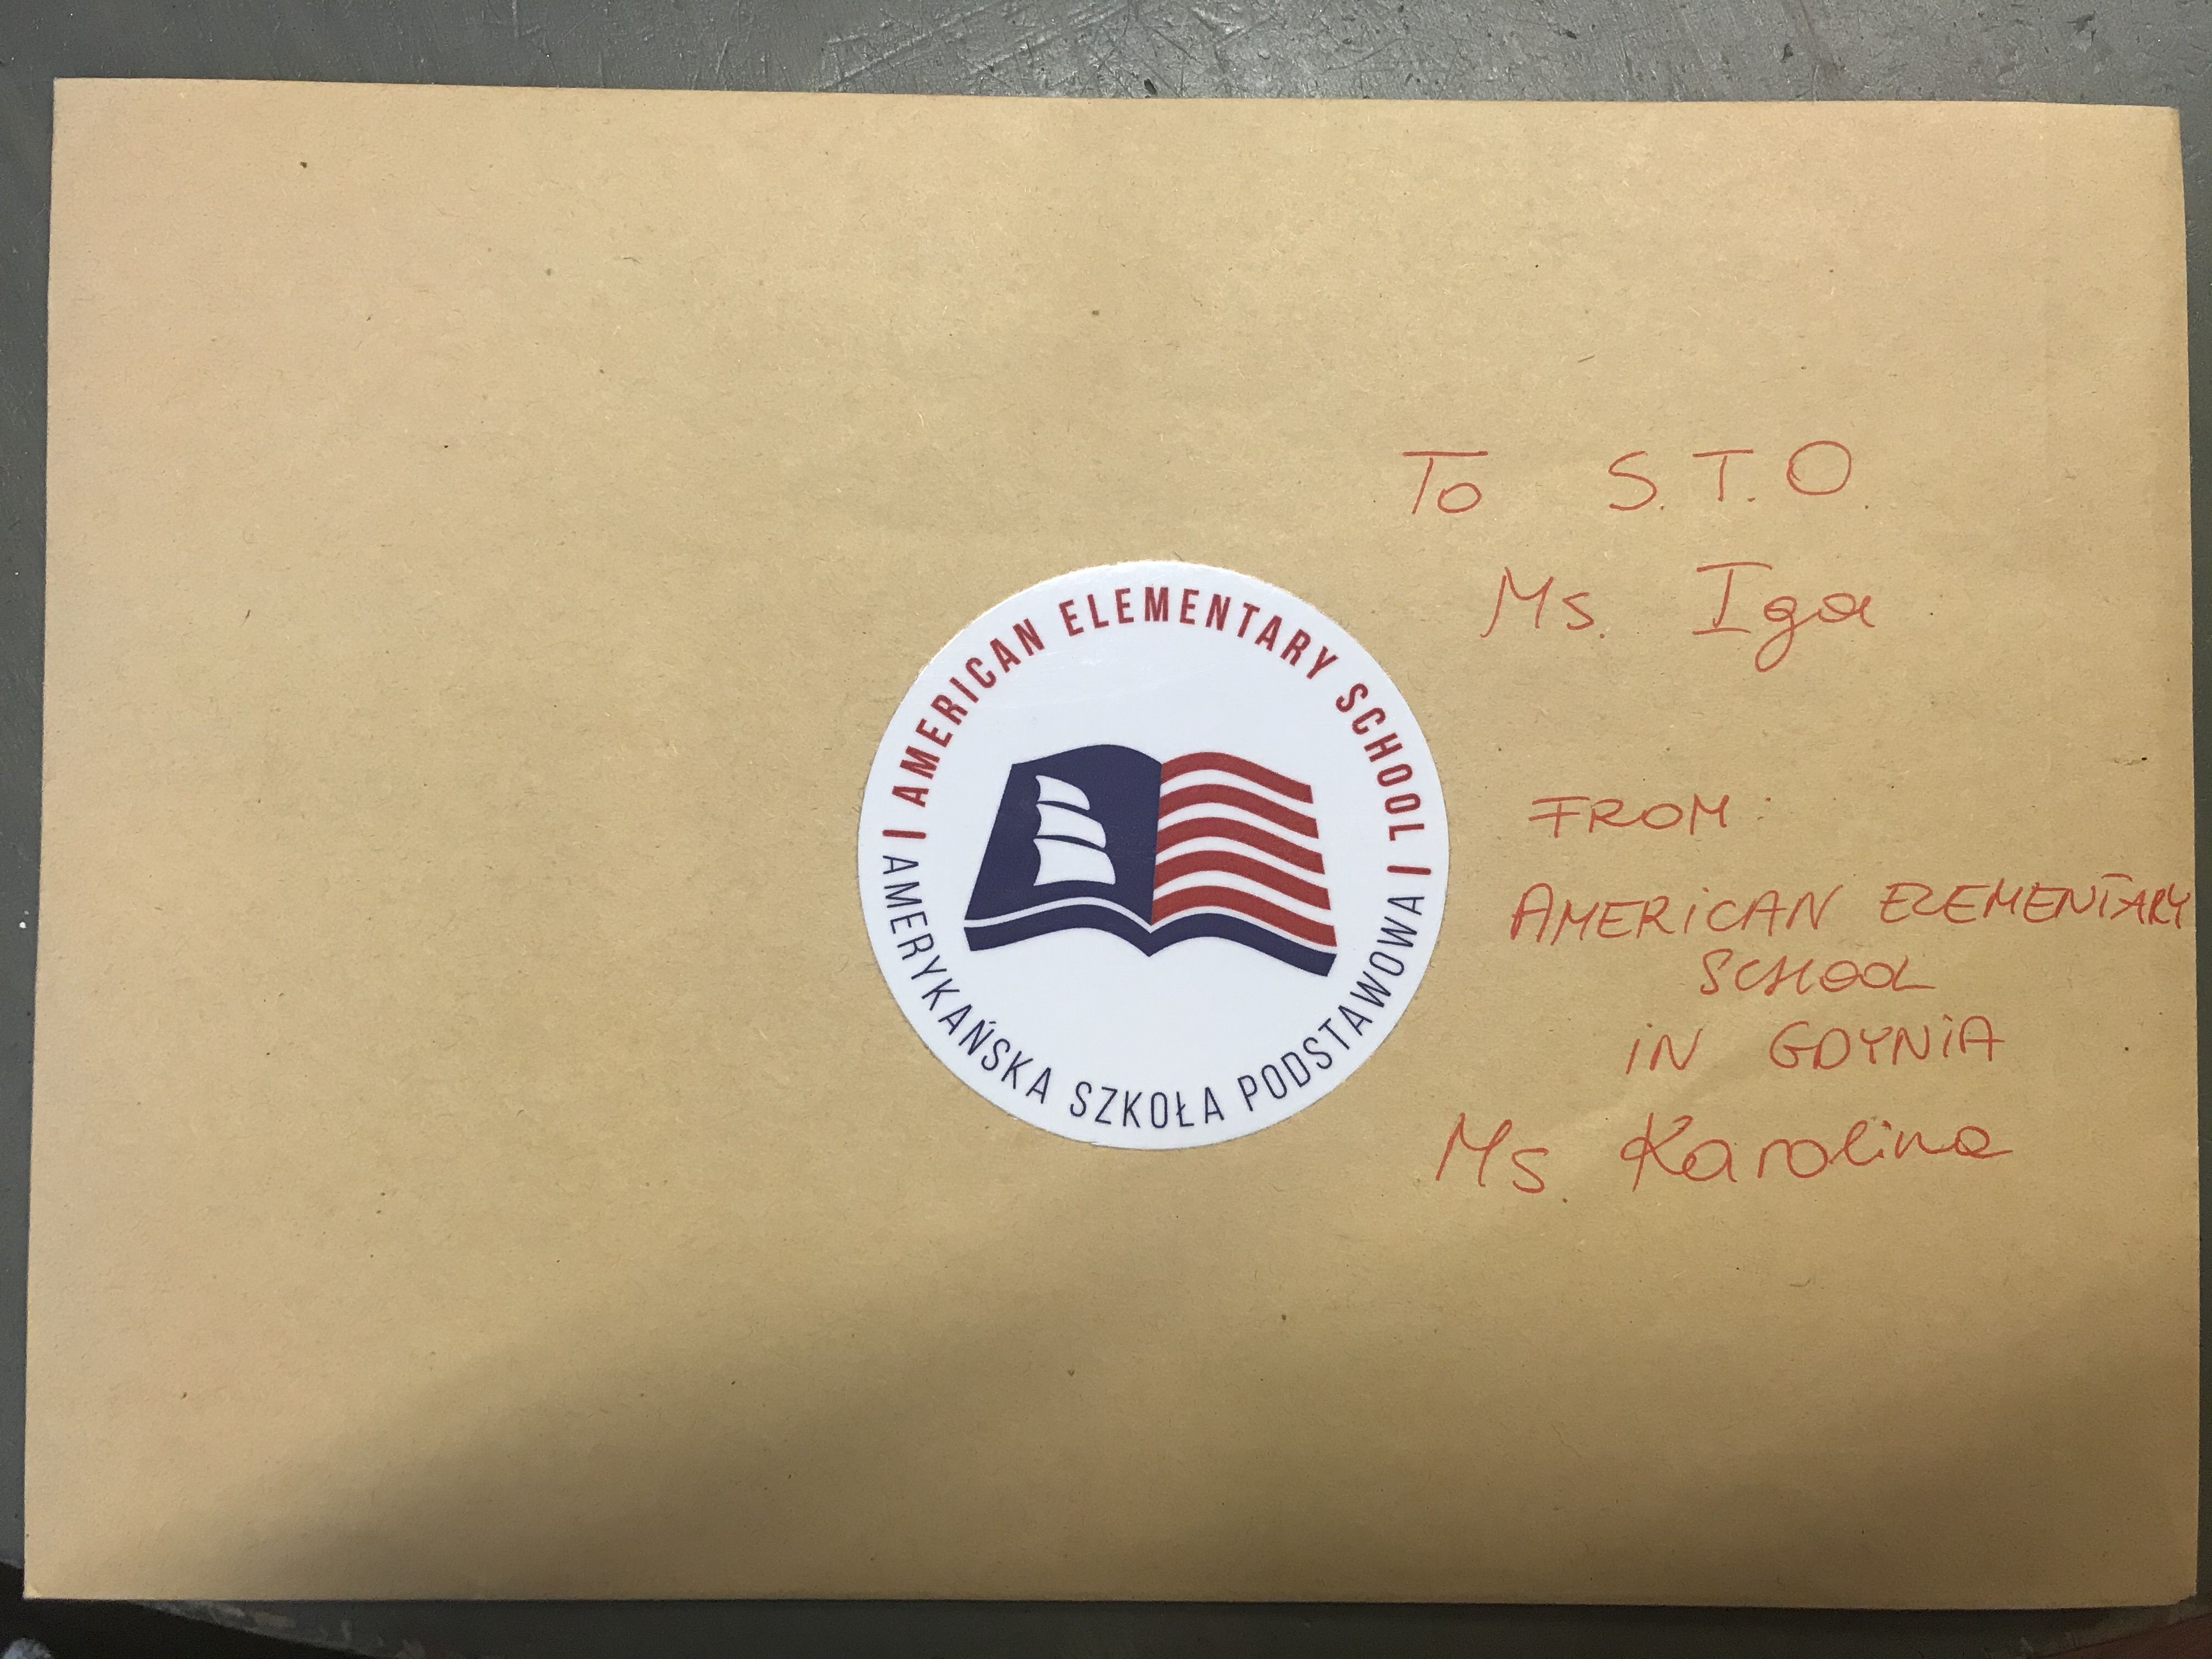 To S.T.O.
Ms. Iga
| AMERICAN ELEMENTARY SCHOOL |
AMERYKAŃSKA SZKOŁA PODSTAWOWA
FROM:
AMERiCAN ELEMENTARY
SCHOOL
iN GDYNiA
Ms. Karolina